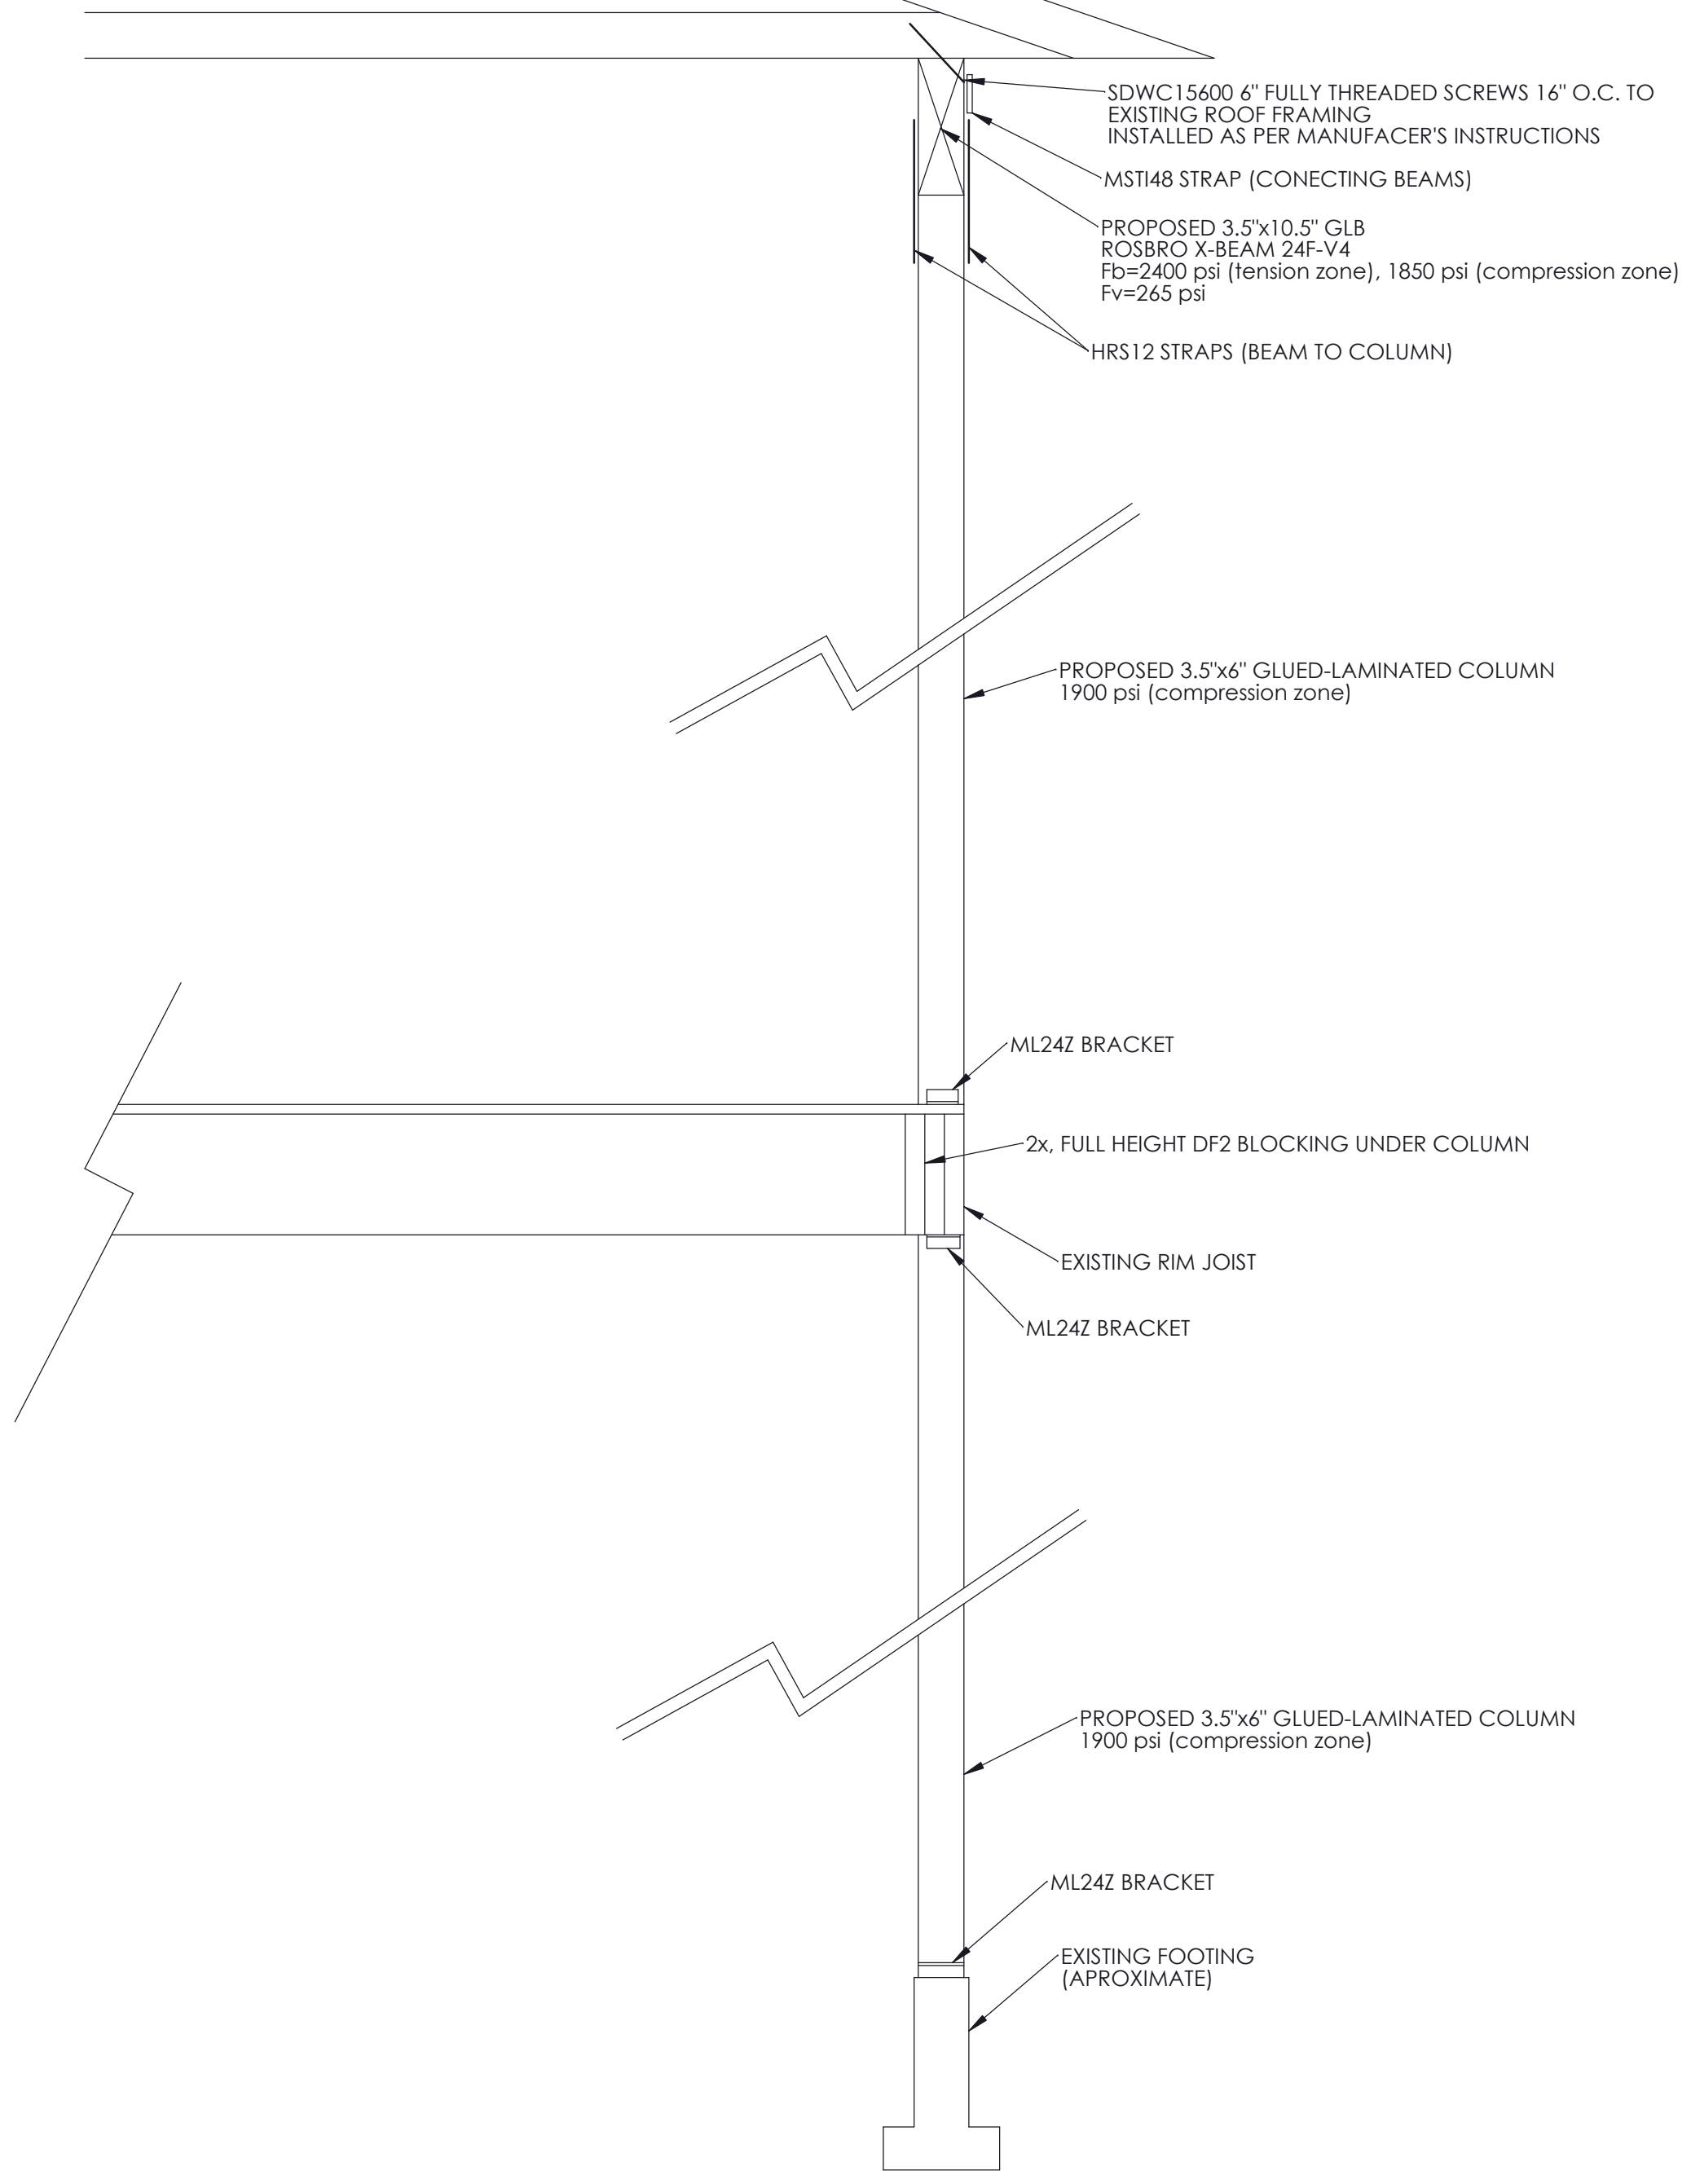 SDWC15600 6" FULLY THREADED SCREWS 16" O.C. TO
EXISTING ROOF FRAMING
INSTALLED AS PER MANUFACER'S INSTRUCTIONS
MSTI48 STRAP (CONECTING BEAMS)
PROPOSED 3.5"x10.5" GLB
ROSBRO X-BEAM 24F-V4
Fb=2400 psi (tension zone), 1850 psi (compression zone)
Fv=265 psi
HRS12 STRAPS (BEAM TO COLUMN)
PROPOSED 3.5"x6" GLUED-LAMINATED COLUMN
1900 psi (compression zone)
ML24Z BRACKET
2x, FULL HEIGHT DF2 BLOCKING UNDER COLUMN
EXISTING RIM JOIST
ML24Z BRACKET
PROPOSED 3.5"x6" GLUED-LAMINATED COLUMN
1900 psi (compression zone)
ML24Z BRACKET
EXISTING FOOTING
(APROXIMATE)